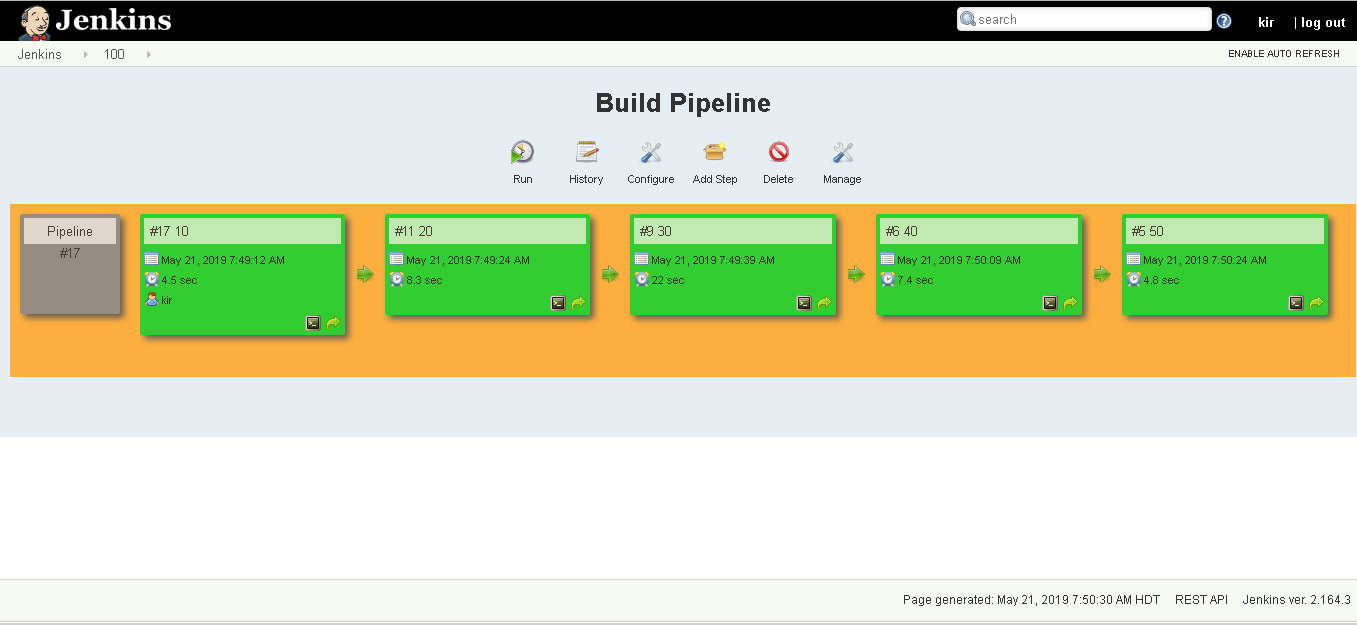 Jenkins
search
kir
| log out
Jenkins
100
ENABLE AUTO REFRESH
Build Pipeline
Run
History
Configure
Add Step
Delete
Manage
Pipeline
#17
#17 10
May 21, 2019 7:49:12 AM
4.5 sec
kir
#11 20
May 21, 2019 7:49:24 AM
8.3 sec
#9 30
May 21, 2019 7:49:39 AM
22 sec
#6 40
May 21, 2019 7:50:09 AM
7.4 sec
#5 50
May 21, 2019 7:50:24 AM
4.8 sec
Page generated: May 21, 2019 7:50:30 AM HDT
REST API
Jenkins ver. 2.164.3